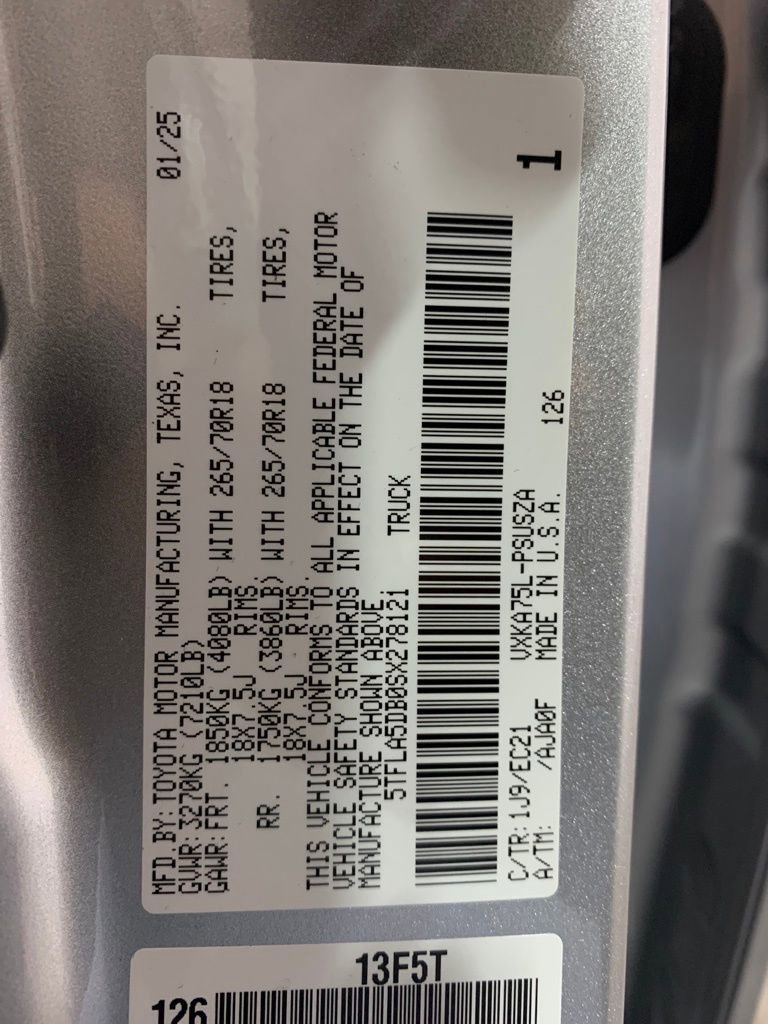 MFD.BY:TOYOTA MOTOR MANUFACTURING, TEXAS, INC. 01/25
GVWR:3270KG (7210LB)
GAWR:FRT. 1850KG (4080LB) WITH 265/70R18 TIRES,
18X7.5J RIMS.
RR. 1750KG (3860LB) WITH 265/70R18 TIRES,
18X7.5J RIMS.
THIS VEHICLE CONFORMS TO ALL APPLICABLE FEDERAL MOTOR
VEHICLE SAFETY STANDARDS IN EFFECT ON THE DATE OF
MANUFACTURE SHOWN ABOVE.
5TFLA5DB0SX278121 TRUCK
C/TR:1J9/EC21 VXKA75L-PSUSZA
A/TM: /AJA0F MADE IN U.S.A. 126 1
13F5T
126